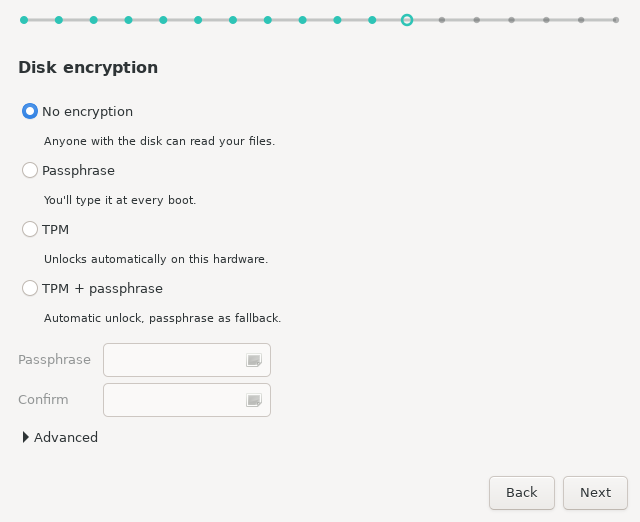 Disk encryption
No encryption
Anyone with the disk can read your files.
Passphrase
You'll type it at every boot.
TPM
Unlocks automatically on this hardware.
TPM + passphrase
Automatic unlock, passphrase as fallback.
Passphrase
Confirm
Advanced
Back Next